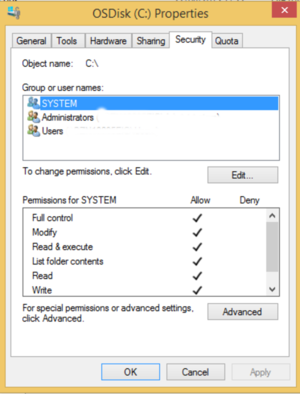 OSDisk (C:) Properties
General Tools Hardware Sharing Security Quota
Object name: C:\
Group or user names:
SYSTEM
Administrators
Users
To change permissions, click Edit.
Edit...
Permissions for SYSTEM Allow Deny
Full control
Modify
Read & execute
List folder contents
Read
Write
For special permissions or advanced settings,
click Advanced.
Advanced
OK Cancel Apply